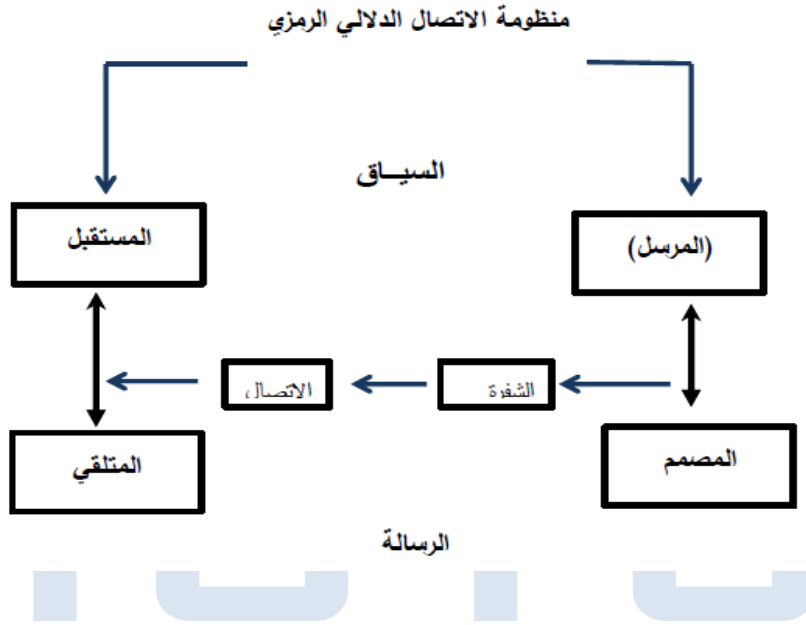 منظومة الاتصال الدلالي الرمزي
السيــاق
(المرسل)
المستقبل
الشفرة
الاتصال
المصمم
المتلقي
الرسالة